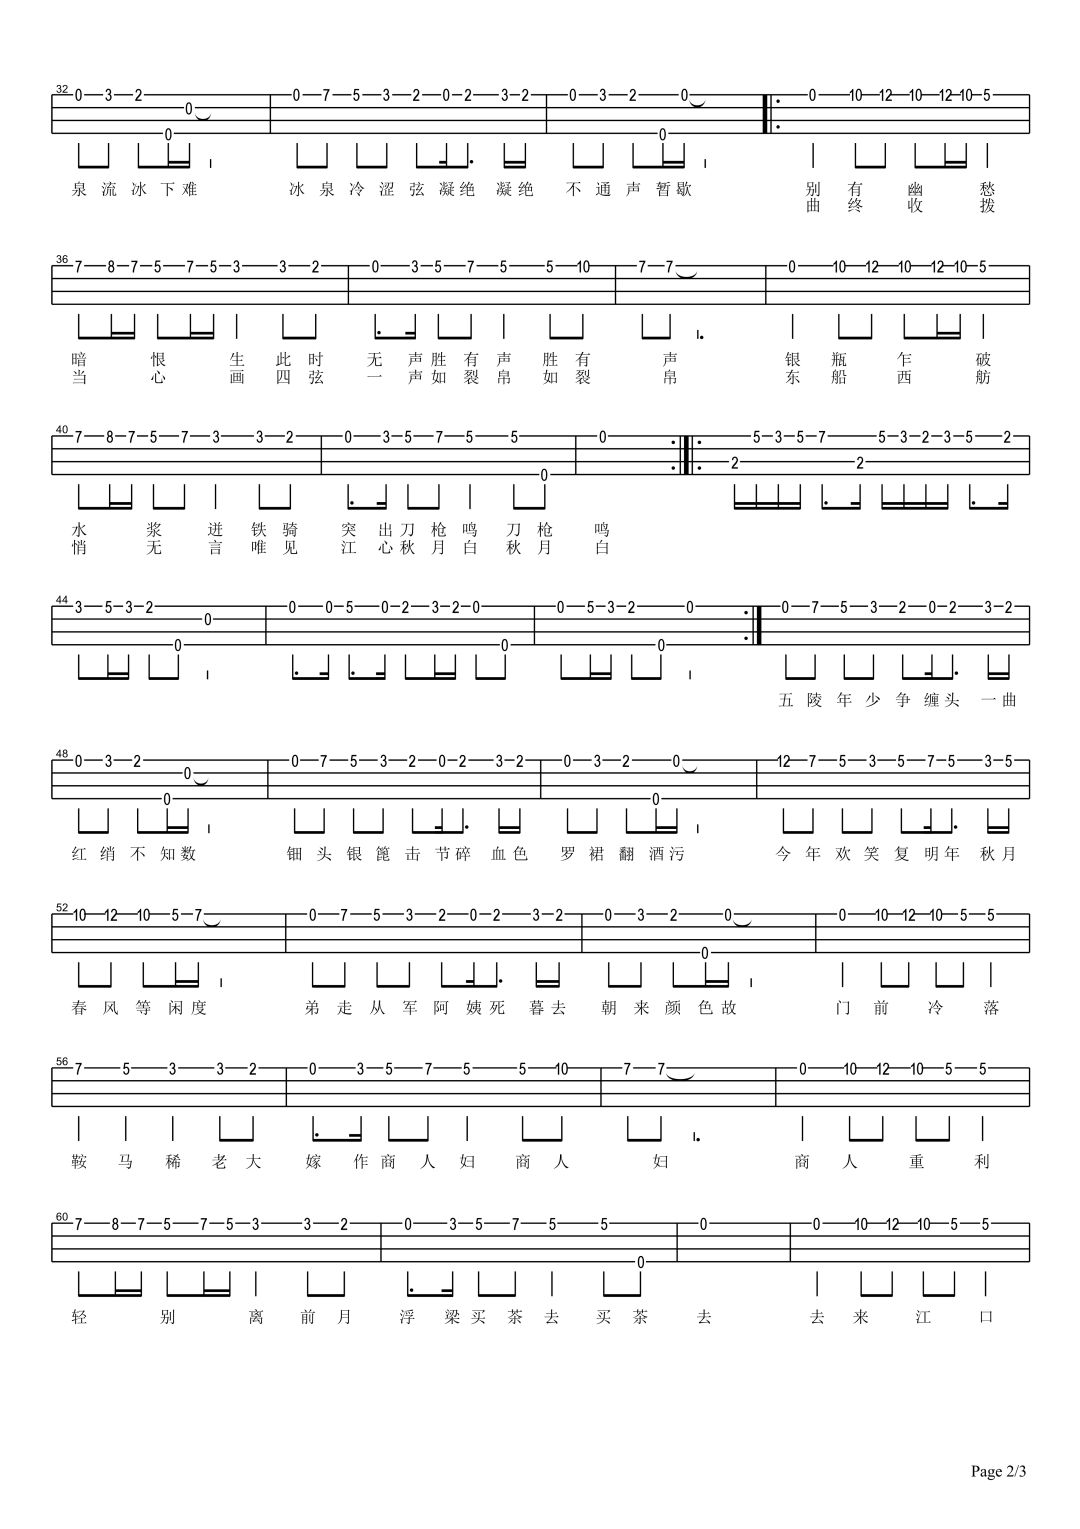 32 0 3 2 0 0 0 7 5 3 2 0 2 3 2 0 3 2 0 0 0 10 12 10 12 10 5
泉流冰下难 冰泉冷涩弦凝绝 凝绝 不通声暂歇 别有幽愁
曲终收拨
36 7 8 7 5 7 5 3 3 2 0 3 5 7 5 5 10 7 7 0 10 12 10 12 10 5
暗恨生此时 无声胜有声胜有声 银瓶乍破
当心画四弦 一声如裂帛如裂帛 东船西舫
40 7 8 7 5 7 3 3 2 0 3 5 7 5 5 0 0 2 5 3 5 7 2 5 3 2 3 5 2
水浆迸铁骑 突出刀枪鸣刀枪鸣
悄无言唯见 江心秋月白秋月白
44 3 5 3 2 0 0 0 0 5 0 2 3 2 0 0 0 5 3 2 0 0 0 7 5 3 2 0 2 3 2
五陵年少争缠头 一曲
48 0 3 2 0 0 0 7 5 3 2 0 2 3 2 0 3 2 0 0 12 7 5 3 5 7 5 3 5
红绡不知数 钿头银篦击节碎 血色 罗裙翻酒污 今年欢笑复明年 秋月
52 10 12 10 5 7 0 7 5 3 2 0 2 3 2 0 3 2 0 0 0 10 12 10 5 5
春风等闲度 弟走从军阿姨死 暮去 朝来颜色故 门前冷落
56 7 5 3 3 2 0 3 5 7 5 5 10 7 7 0 10 12 10 5 5
鞍马稀老大 嫁作商人妇商人妇 商人重利
60 7 8 7 5 7 5 3 3 2 0 3 5 7 5 5 0 0 0 10 12 10 5 5
轻别离前月 浮梁买茶去买茶去 去来江口
Page 2/3